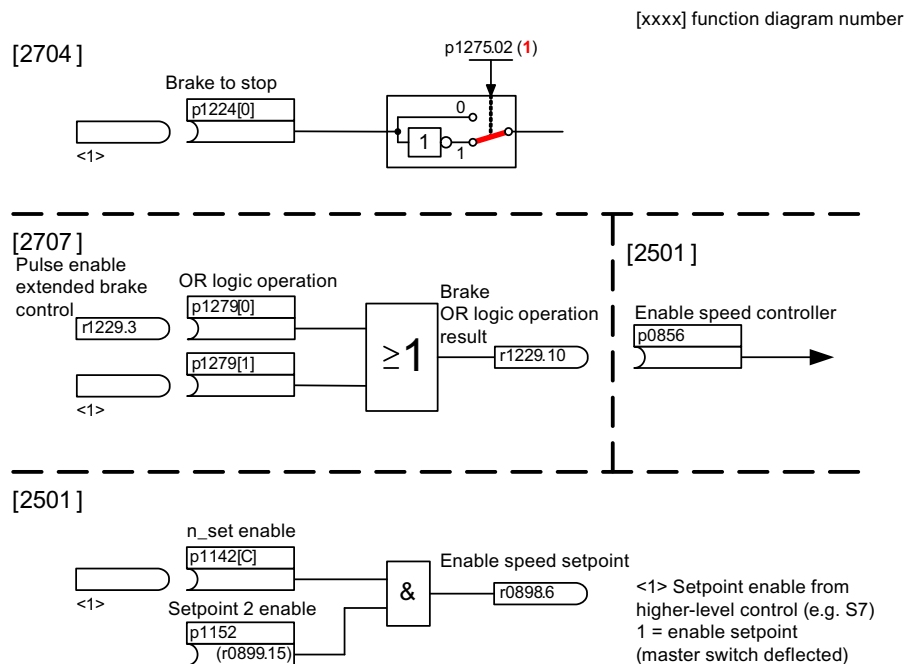 [xxxx] function diagram number
[2704]
p1275.02 (1)
Brake to stop
p1224[0]
0
1
1
<1>
[2707]
Pulse enable
extended brake
control
r1229.3
OR logic operation
p1279[0]
p1279[1]
<1>
≥1
Brake
OR logic operation
result
r1229.10
[2501]
Enable speed controller
p0856
[2501]
n_set enable
p1142[C]
<1>
Setpoint 2 enable
p1152
(r0899.15)
&
Enable speed setpoint
r0898.6
<1> Setpoint enable from
higher-level control (e.g. S7)
1 = enable setpoint
(master switch deflected)